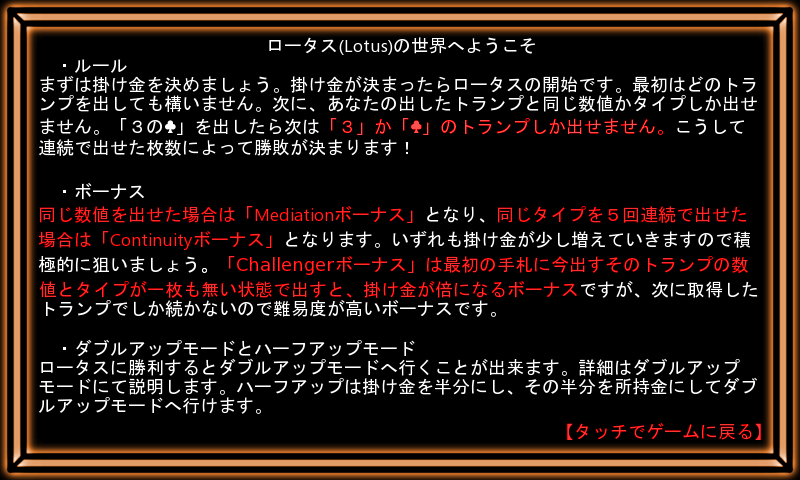 ロータス(Lotus)の世界へようこそ
・ルール
まずは掛け金を決めましょう。掛け金が決まったらロータスの開始です。最初はどのトラ
ンプを出しても構いません。次に、あなたの出したトランプと同じ数値かタイプしか出せ
ません。「３の♣」を出したら次は「３」か「♣」のトランプしか出せません。こうして
連続で出せた枚数によって勝敗が決まります！
・ボーナス
同じ数値を出せた場合は「Mediationボーナス」となり、同じタイプを５回連続で出せた
場合は「Continuityボーナス」となります。いずれも掛け金が少し増えていきますので積
極的に狙いましょう。「Challengerボーナス」は最初の手札に今出すそのトランプの数
値とタイプが一枚も無い状態で出すと、掛け金が倍になるボーナスですが、次に取得した
トランプでしか続かないので難易度が高いボーナスです。
・ダブルアップモードとハーフアップモード
ロータスに勝利するとダブルアップモードへ行くことが出来ます。詳細はダブルアップ
モードにて説明します。ハーフアップは掛け金を半分にし、その半分を所持金にしてダブ
ルアップモードへ行けます。
【タッチでゲームに戻る】